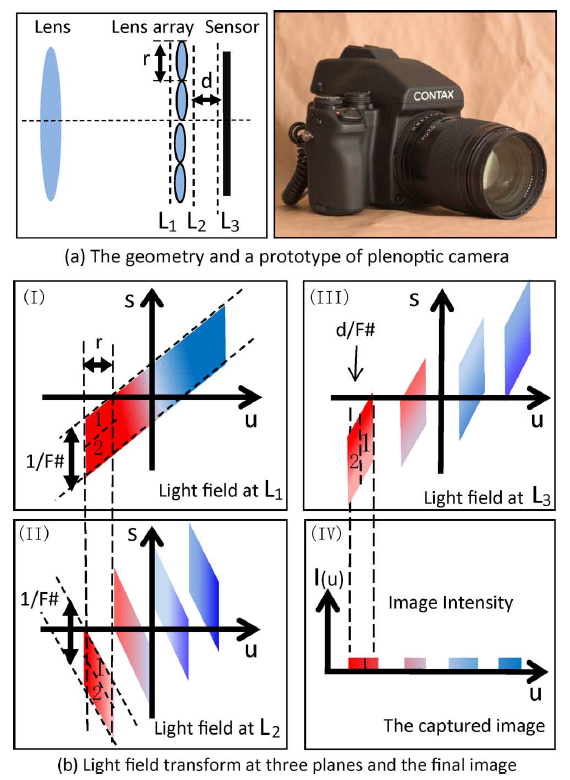 Lens Lens array Sensor
r
d
L1 L2 L3
CONTAX
(a) The geometry and a prototype of plenoptic camera
(I)
s
r
1
2
1/F#
u
Light field at L1
(III)
s
d/F#
u
1
2
Light field at L3
(II)
s
1/F#
u
1
2
Light field at L2
(IV)
I(u)
Image Intensity
u
The captured image
(b) Light field transform at three planes and the final image